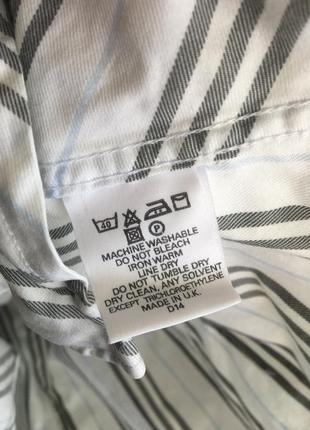 40
MACHINE WASHABLE
DO NOT BLEACH
IRON WARM
LINE DRY
DO NOT TUMBLE DRY
DRY CLEAN, ANY SOLVENT
EXCEPT TRICHLOROETHYLENE
MADE IN U.K.
D14